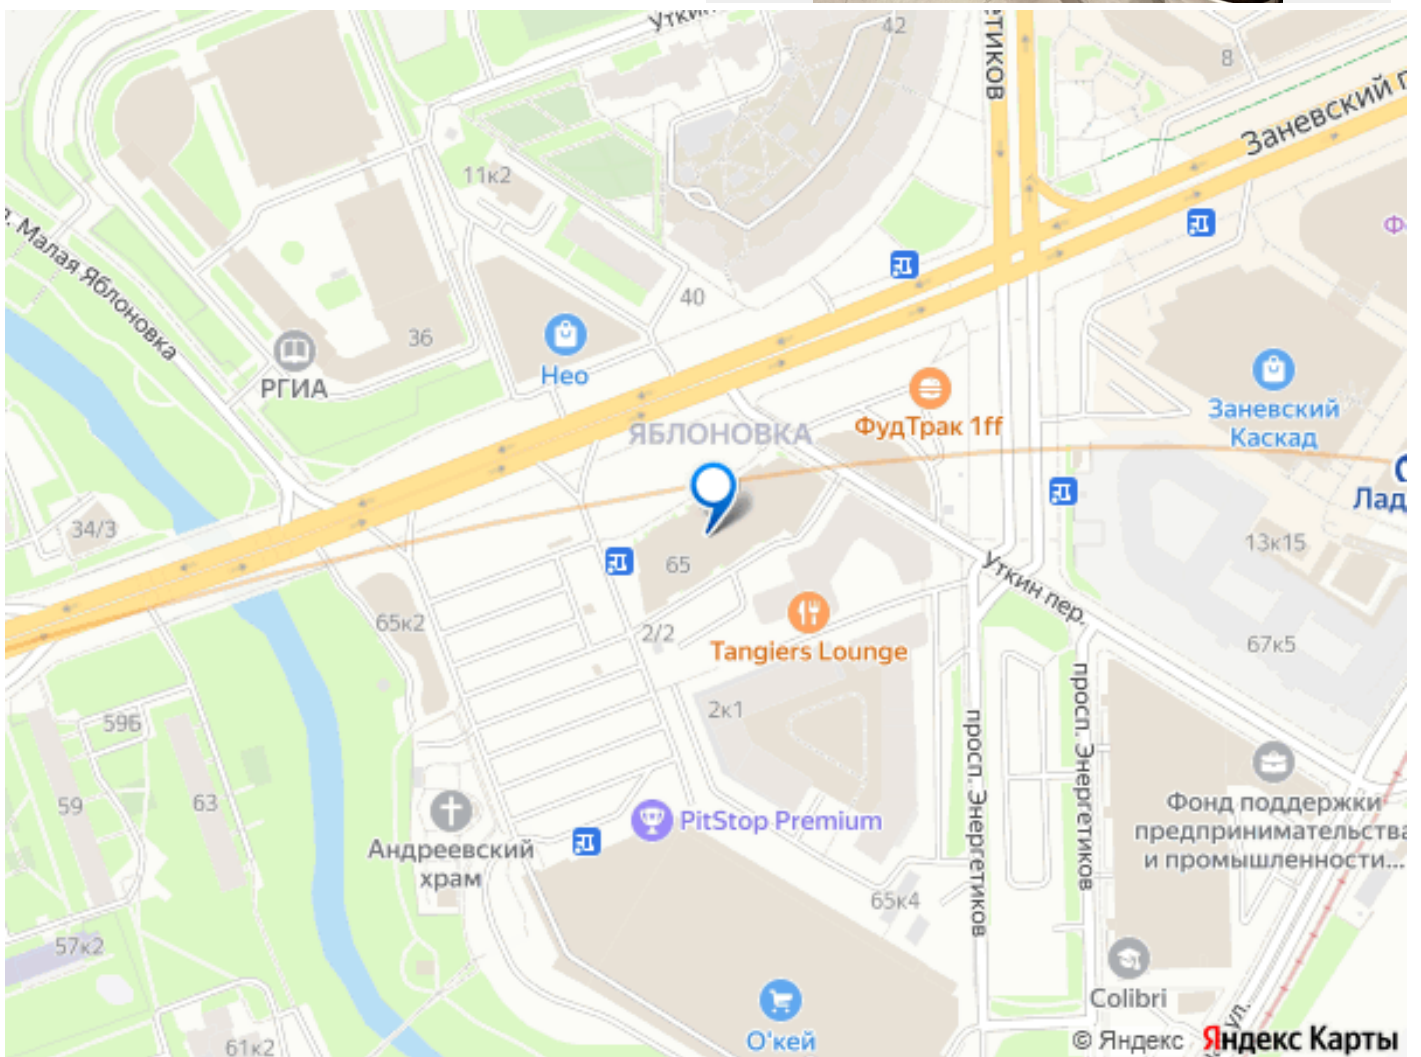 42
8
Заневский
11к2
л. Малая Яблоновка
40
36
РГИА
Нео
ЯБЛОНОВКА
ФудТрак 1ff
Заневский
Каскад
34/3
65
13к15
Уткин пер.
65к2
2/2
Tangiers Lounge
67к5
59Б
2к1
просп. Энергетиков
просп. Энергетиков
59
63
PitStop Premium
Андреевский
храм
Фонд поддержки
предпринимательства
и промышленности...
65к4
57к2
Colibri
О'кей
ул.
61к2
© Яндекс Яндекс Карты